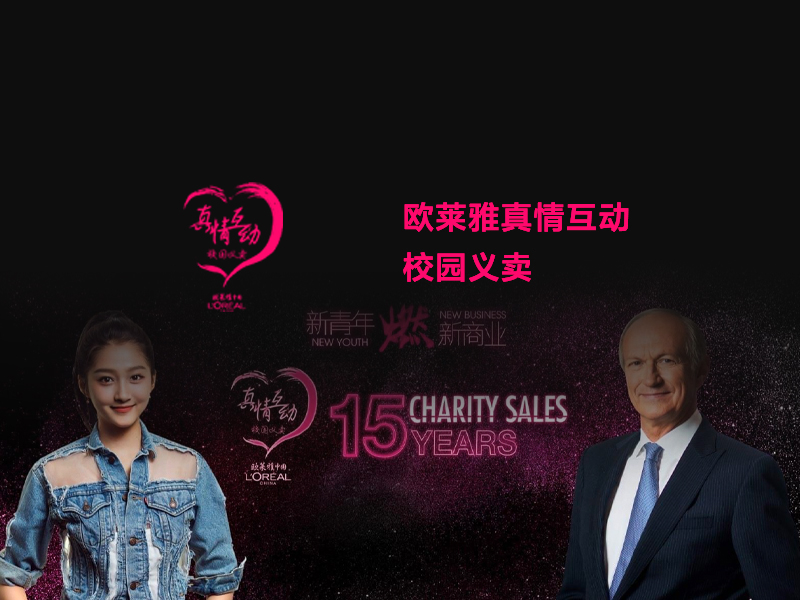 真情互动
校园义卖
欧莱雅中国
L'ORÉAL
CHINA
欧莱雅真情互动
校园义卖
新青年
NEW YOUTH
燃
NEW BUSINESS
新商业
真情互动
校园义卖
欧莱雅中国
L'ORÉAL
CHINA
15
CHARITY SALES
YEARS